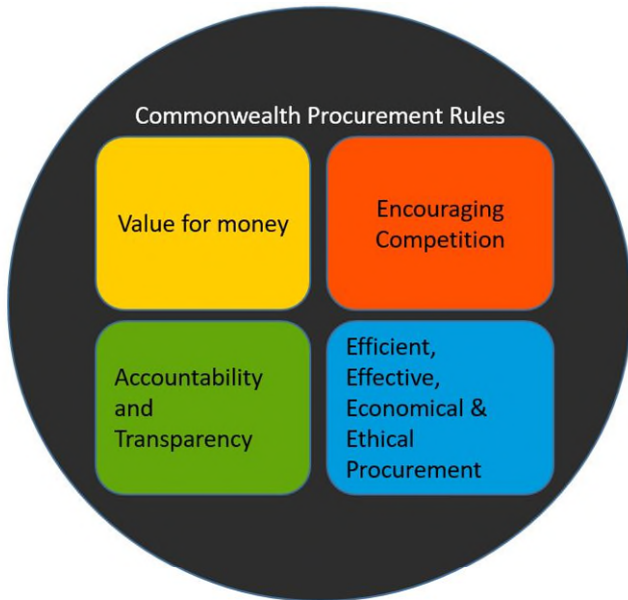 Commonwealth Procurement Rules
Value for money
Encouraging
Competition
Accountability
and
Transparency
Efficient,
Effective,
Economical &
Ethical
Procurement